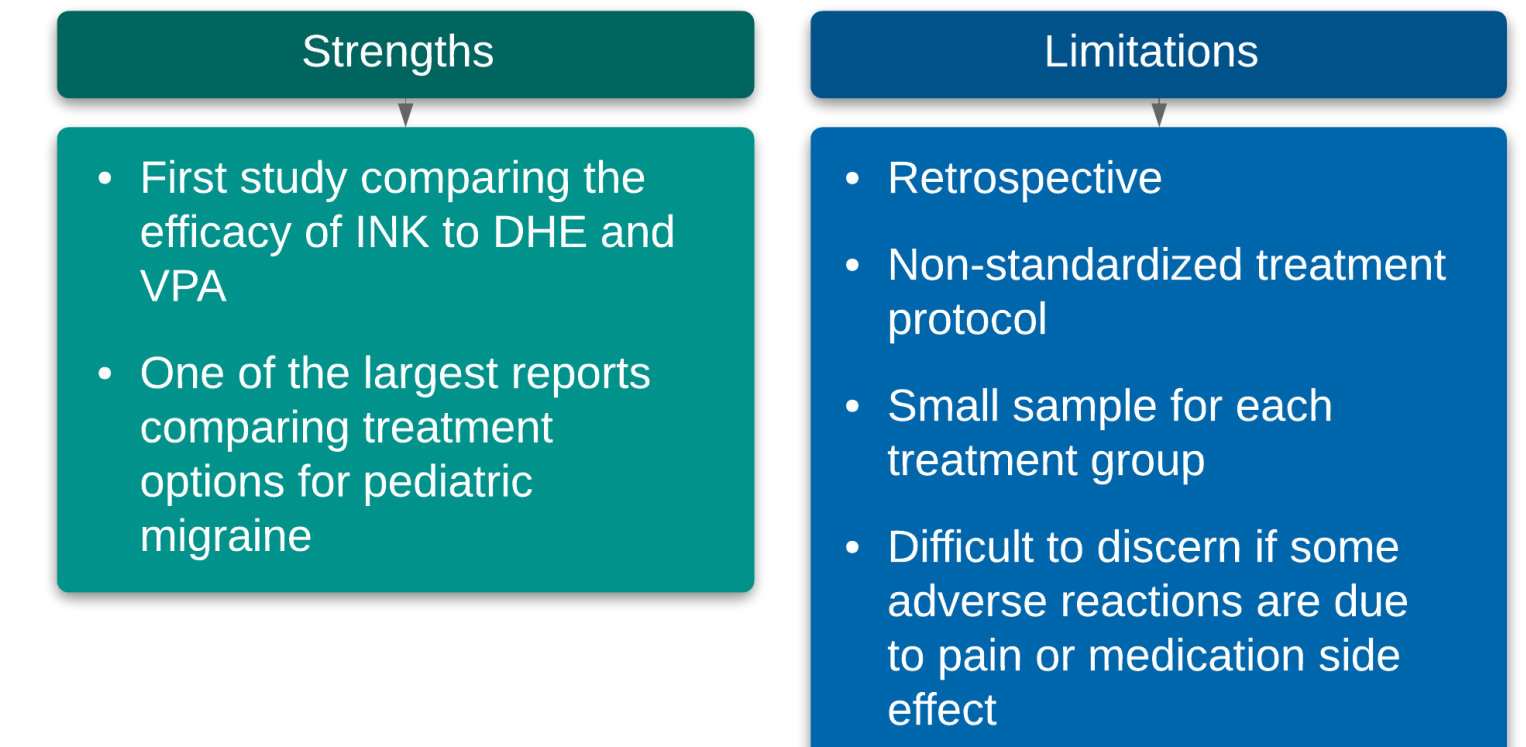 Strengths
• First study comparing the
efficacy of INK to DHE and
VPA
• One of the largest reports
comparing treatment
options for pediatric
migraine
Limitations
• Retrospective
• Non-standardized treatment
protocol
• Small sample for each
treatment group
• Difficult to discern if some
adverse reactions are due
to pain or medication side
effect